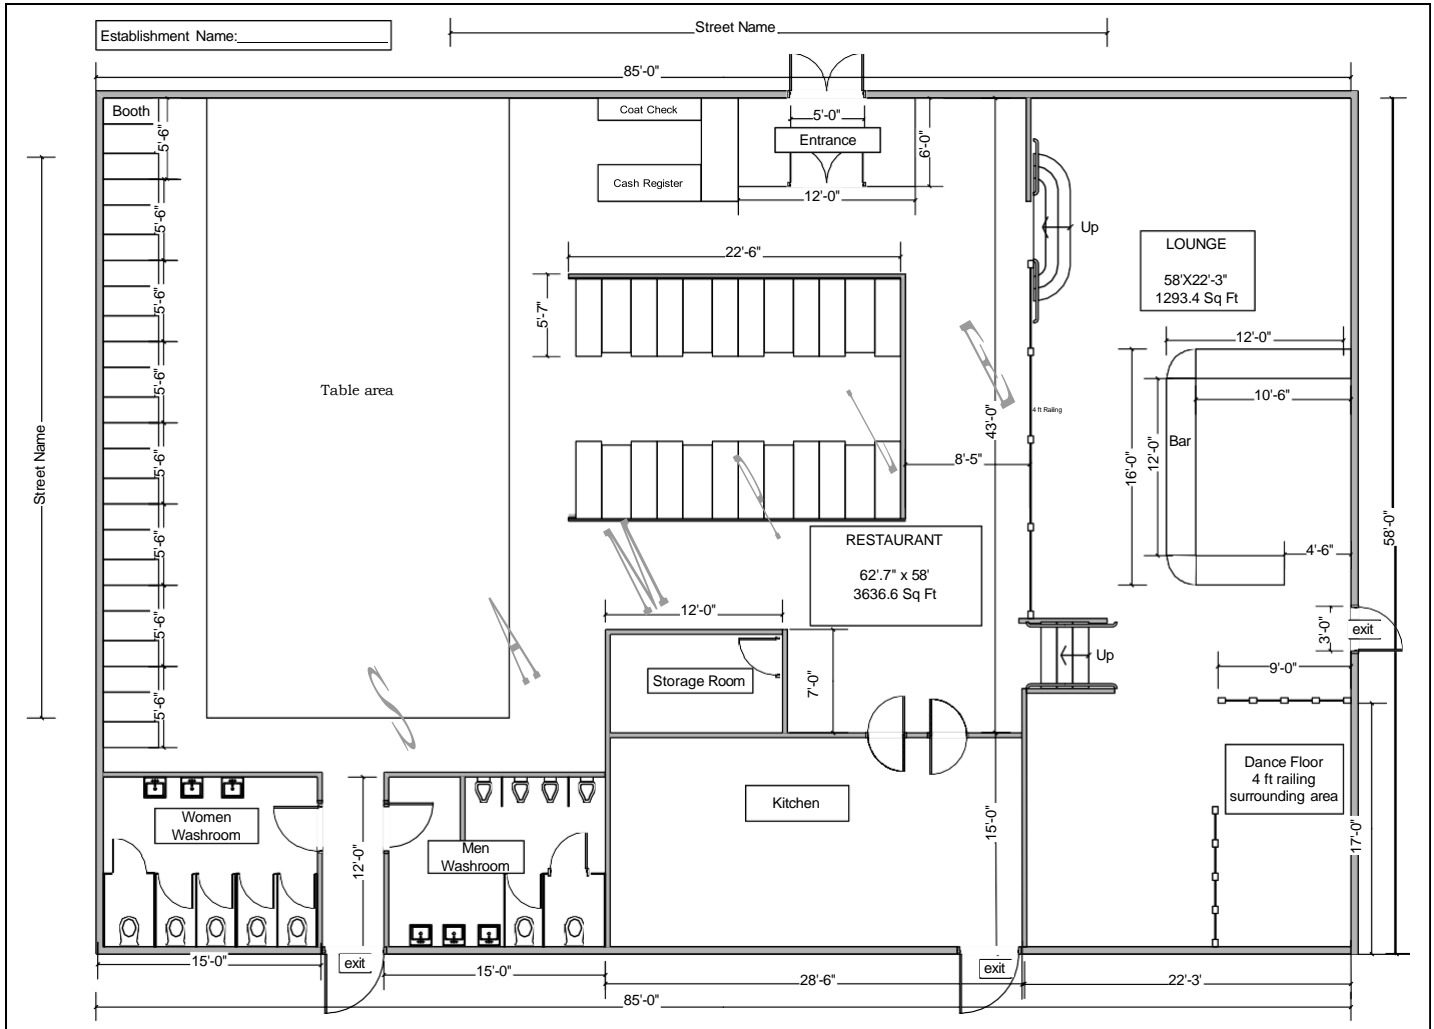 Street Name
Establishment Name:
85'-0"
Booth
Coat Check
5'-0"
Entrance
6'-0"
5'-6"
Cash Register
12'-0"
5'-6"
Up
LOUNGE
58'X22'-3"
1293.4 Sq Ft
22'-6"
5'-6"
5'-7"
12'-0"
5'-6"
Table area
10'-6"
4 ft Railing
43'-0"
5'-6"
Bar
Street Name
8'-5"
16'-0"
12'-0"
5'-6"
SAMPLE
58'-0"
RESTAURANT
62'.7" x 58'
3636.6 Sq Ft
5'-6"
4'-6"
12'-0"
5'-6"
3'-0"
exit
Up
Storage Room
7'-0"
9'-0"
5'-6"
Dance Floor
4 ft railing
surrounding area
Kitchen
Women
Washroom
15'-0"
17'-0"
Men
Washroom
12'-0"
15'-0"
exit
15'-0"
exit
28'-6"
22'-3'
85'-0"